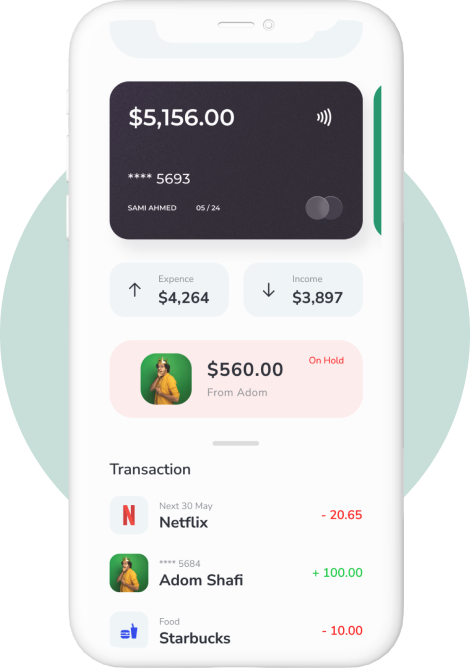 $5,156.00
**** 5693
SAMI AHMED 05 / 24
Expence Income
$4,264 $3,897
On Hold
$560.00
From Adom
Transaction
Next 30 May
Netflix - 20.65
**** 5684
Adom Shafi + 100.00
Food
Starbucks - 10.00